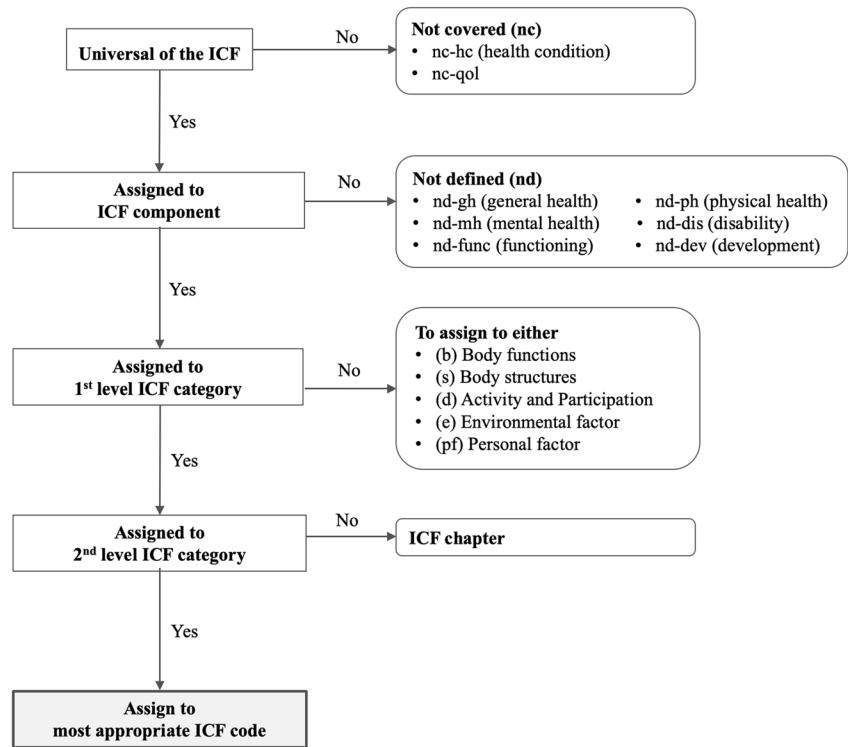 Universal of the ICF
No
Not covered (nc)
• nc-hc (health condition)
• nc-qol
Yes
Assigned to
ICF component
No
Not defined (nd)
• nd-gh (general health)
• nd-ph (physical health)
• nd-mh (mental health)
• nd-dis (disability)
• nd-func (functioning)
• nd-dev (development)
Yes
Assigned to
1st level ICF category
No
To assign to either
• (b) Body functions
• (s) Body structures
• (d) Activity and Participation
• (e) Environmental factor
• (pf) Personal factor
Yes
Assigned to
2nd level ICF category
No
ICF chapter
Yes
Assign to
most appropriate ICF code